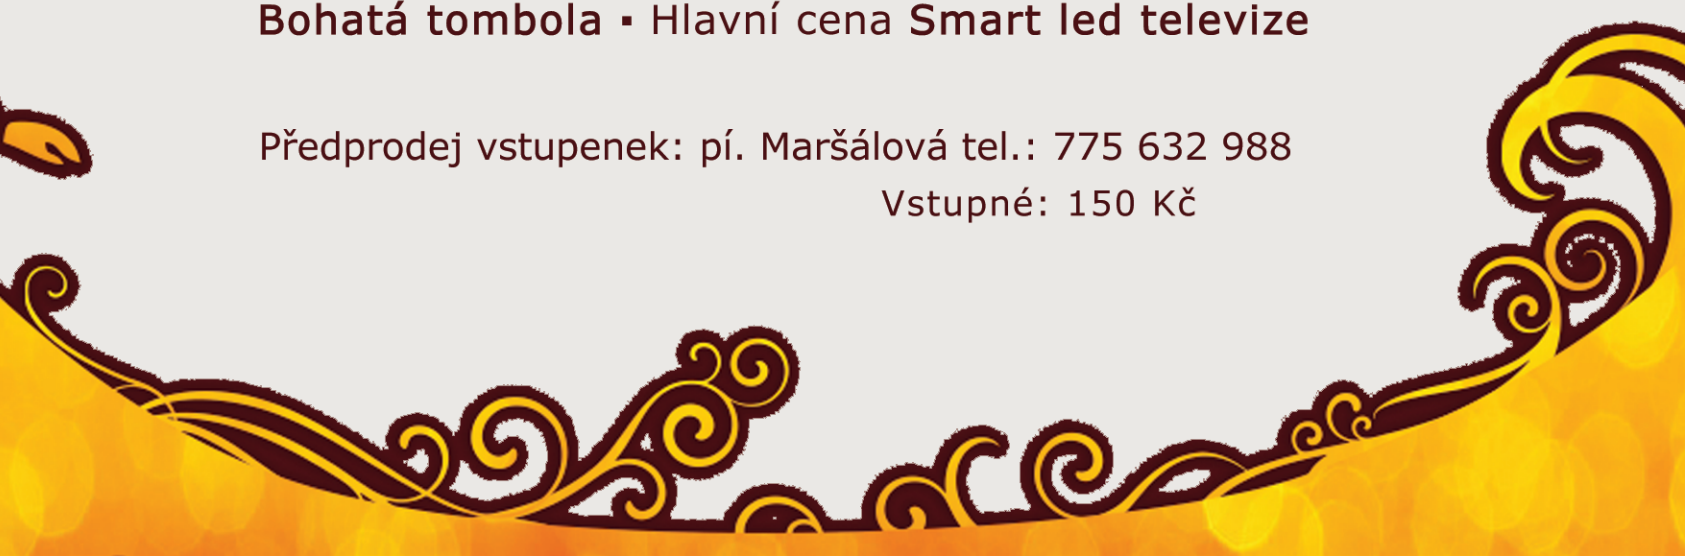 Bohatá tombola ▪ Hlavní cena Smart led televize
Předprodej vstupenek: pí. Maršálová tel.: 775 632 988
Vstupné: 150 Kč